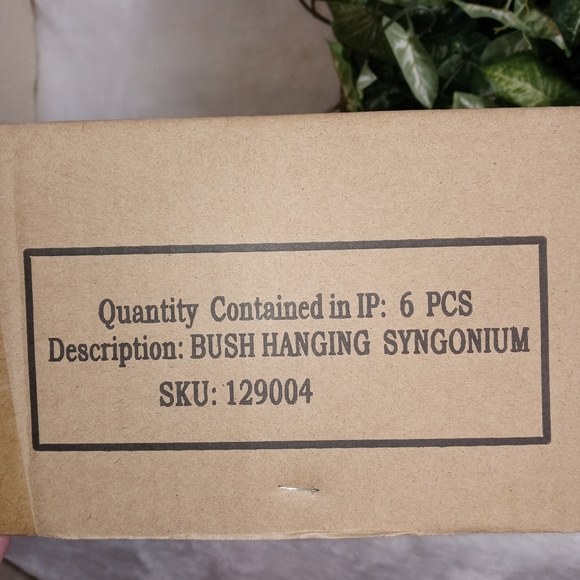 Quantity Contained in IP: 6 PCS
Description: BUSH HANGING SYNGONIUM
SKU: 129004